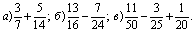 а) 3/7 + 5/14; б) 13/16 − 7/24; в) 11/50 − 3/25 + 1/20.